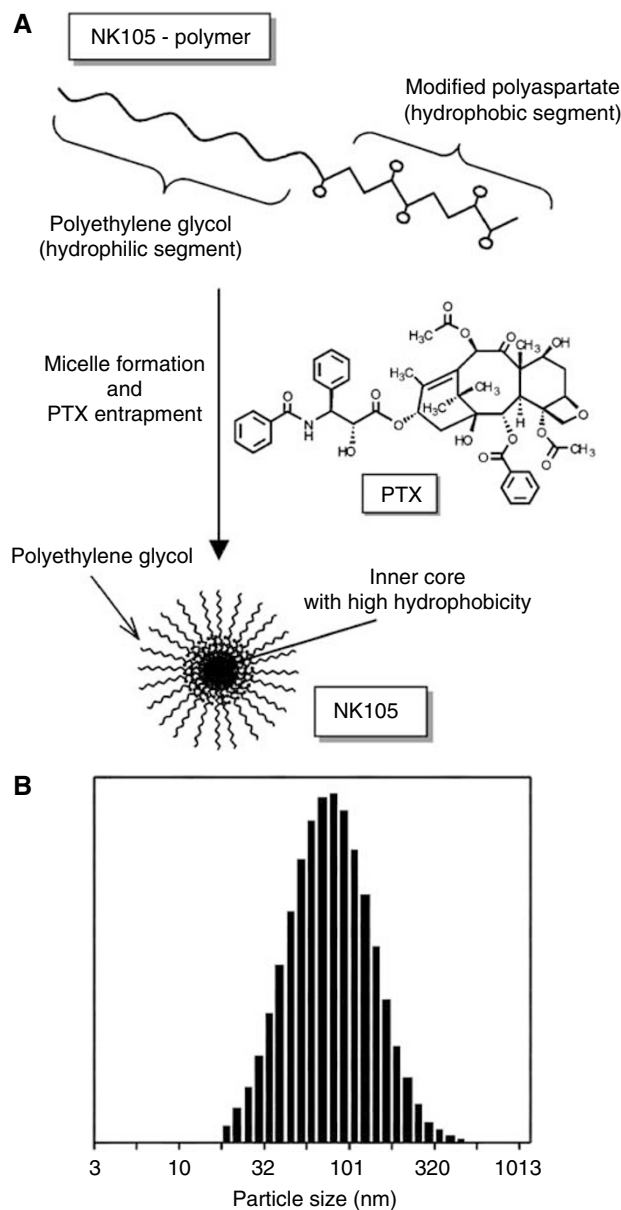 A
NK105 - polymer
Modified polyaspartate
(hydrophobic segment)
Polyethylene glycol
(hydrophilic segment)
Micelle formation
and
PTX entrapment
O
H₃C
O
O
CH₃
OH
H₃C
CH₃
H₃C
O
O
N
H
HO
O
O
HO
H
O
O
O
O
CH₃
O
PTX
Polyethylene glycol
Inner core
with high hydrophobicity
NK105
B
3 10 32 101 320 1013
Particle size (nm)